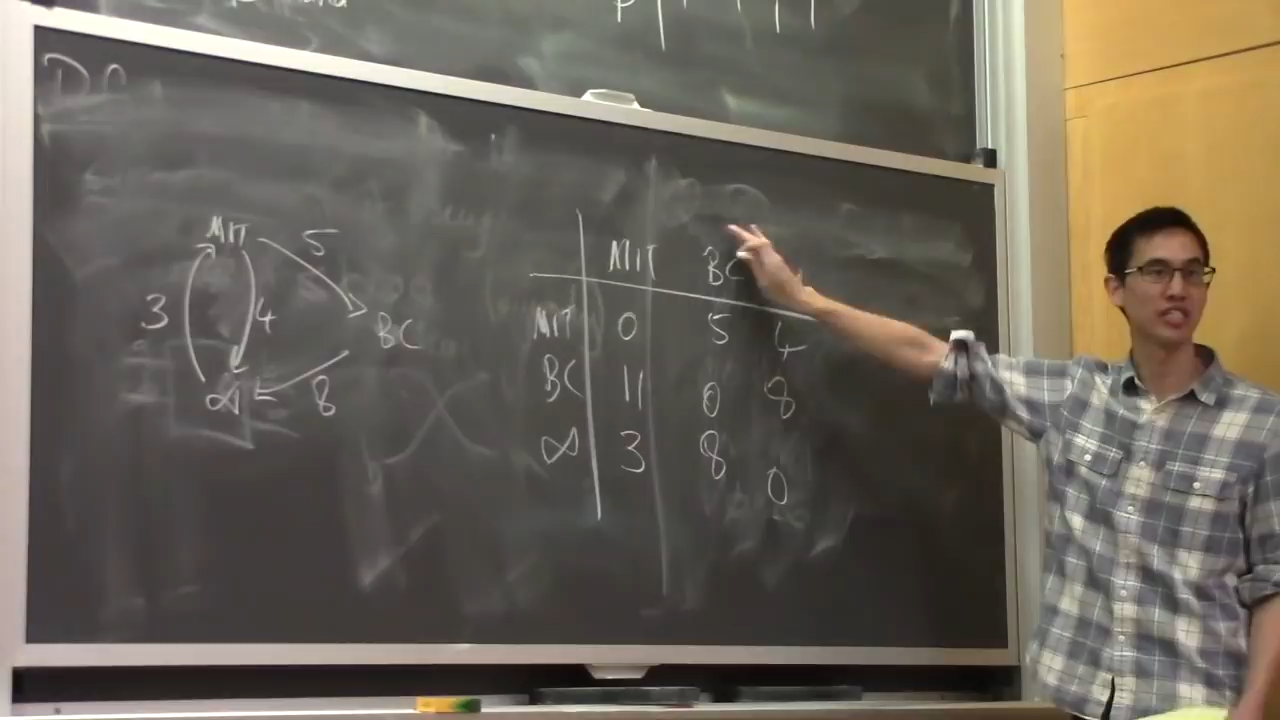 MIT 5
3 4 BC
∝ 8
MIT BC
MIT 0 5 4
BC 11 0 8
∞ 3 8 0